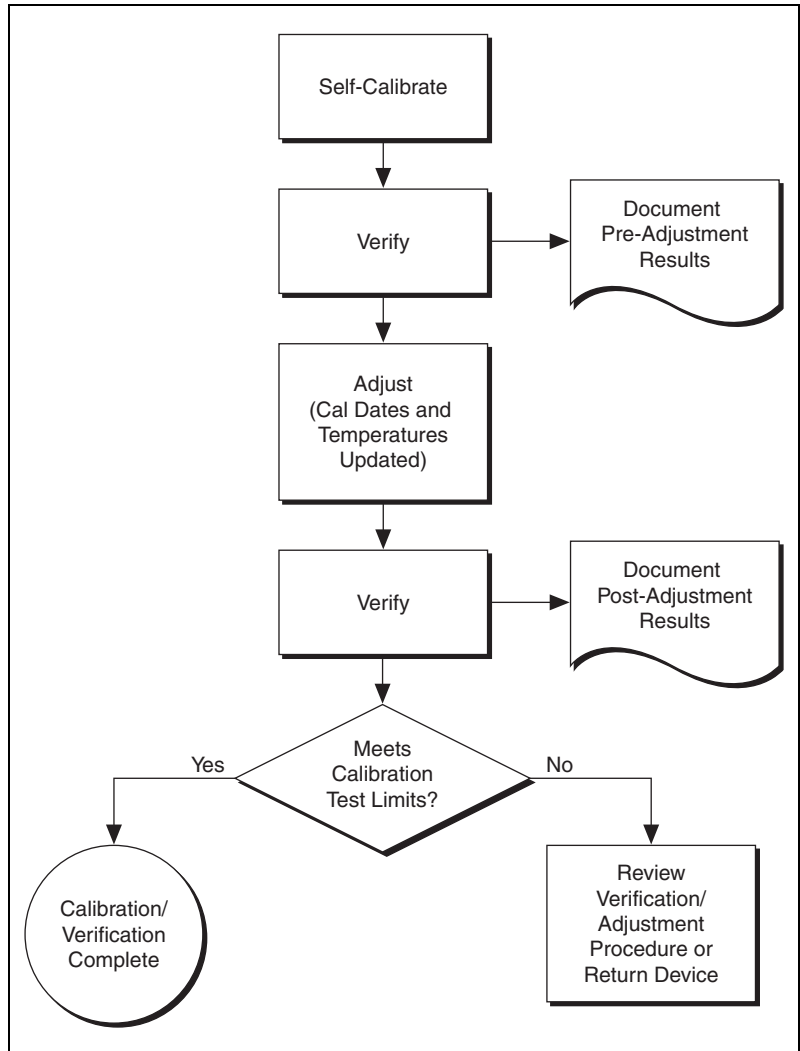 Self-Calibrate
Verify
Document
Pre-Adjustment
Results
Adjust
(Cal Dates and
Temperatures
Updated)
Verify
Document
Post-Adjustment
Results
Meets
Calibration
Test Limits?
Yes
No
Calibration/
Verification
Complete
Review
Verification/
Adjustment
Procedure or
Return Device